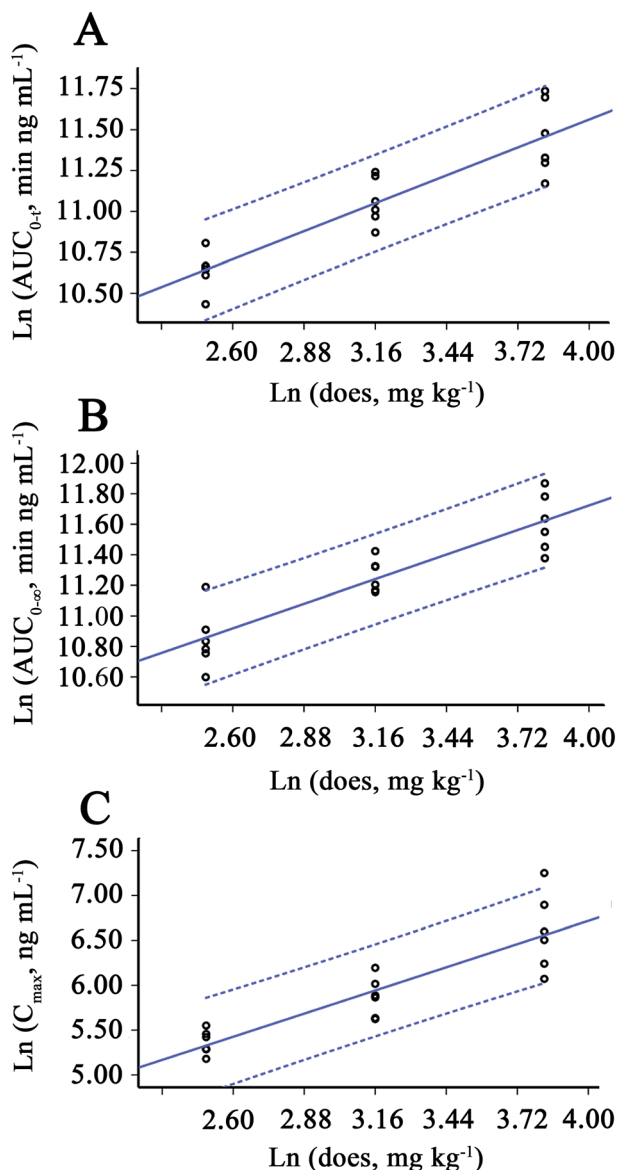 A
Ln (AUC0-t, min ng mL-1)
11.75
11.50
11.25
11.00
10.75
10.50
2.60 2.88 3.16 3.44 3.72 4.00
Ln (does, mg kg-1)
B
Ln (AUC0-∞, min ng mL-1)
12.00
11.80
11.60
11.40
11.20
11.00
10.80
10.60
2.60 2.88 3.16 3.44 3.72 4.00
Ln (does, mg kg-1)
C
Ln (Cmax, ng mL-1)
7.50
7.00
6.50
6.00
5.50
5.00
2.60 2.88 3.16 3.44 3.72 4.00
Ln (does, mg kg-1)